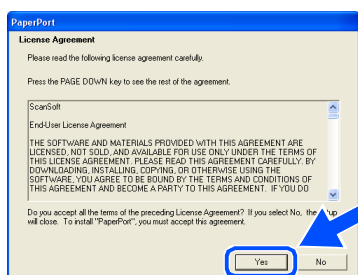 PaperPort
License Agreement
Please read the following license agreement carefully.
Press the PAGE DOWN key to see the rest of the agreement.
ScanSoft
End-User License Agreement
THE SOFTWARE AND MATERIALS PROVIDED WITH THIS AGREEMENT ARE
LICENSED, NOT SOLD, AND AVAILABLE FOR USE ONLY UNDER THE TERMS OF
THIS LICENSE AGREEMENT. PLEASE READ THIS AGREEMENT CAREFULLY. BY
DOWNLOADING, INSTALLING, COPYING, OR OTHERWISE USING THE
SOFTWARE, YOU AGREE TO BE BOUND BY THE TERMS AND CONDITIONS OF
THIS AGREEMENT AND BECOME A PARTY TO THIS AGREEMENT. IF YOU DO
Do you accept all the terms of the preceding License Agreement? If you select No, the
will close. To install "PaperPort", you must accept this agreement.
Yes
No